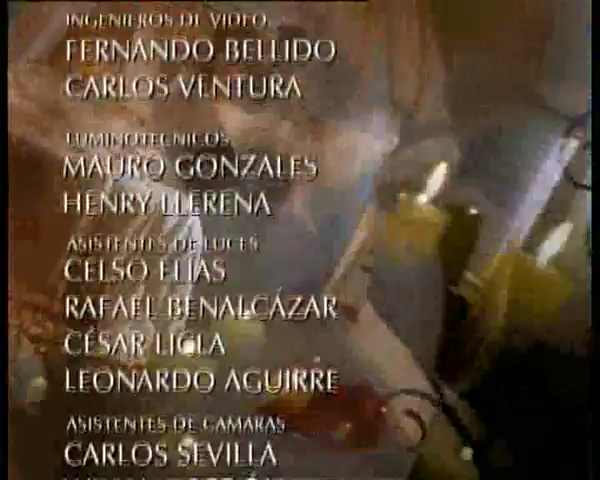 INGENIEROS DE VIDEO
FERNANDO BELLIDO
CARLOS VENTURA
LUMINOTECNICOS
MAURO GONZALES
HENRY LLERENA
ASISTENTES DE LUCES
CELSO ELÍAS
RAFAEL BENALCÁZAR
CÉSAR LICLA
LEONARDO AGUIRRE
ASISTENTES DE CAMARAS
CARLOS SEVILLA